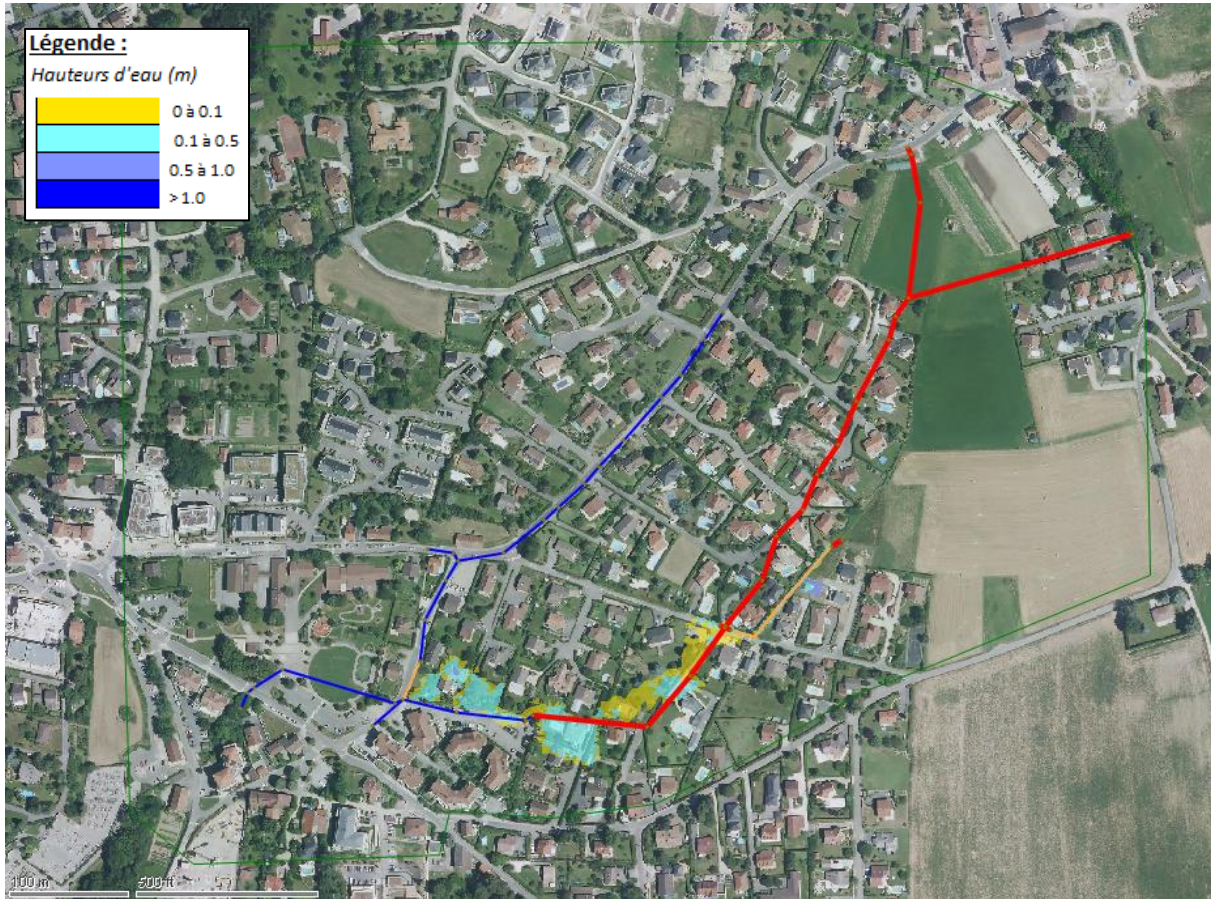 Légende :
Hauteurs d'eau (m)
0 à 0.1
0.1 à 0.5
0.5 à 1.0
> 1.0
100 m
500 ft